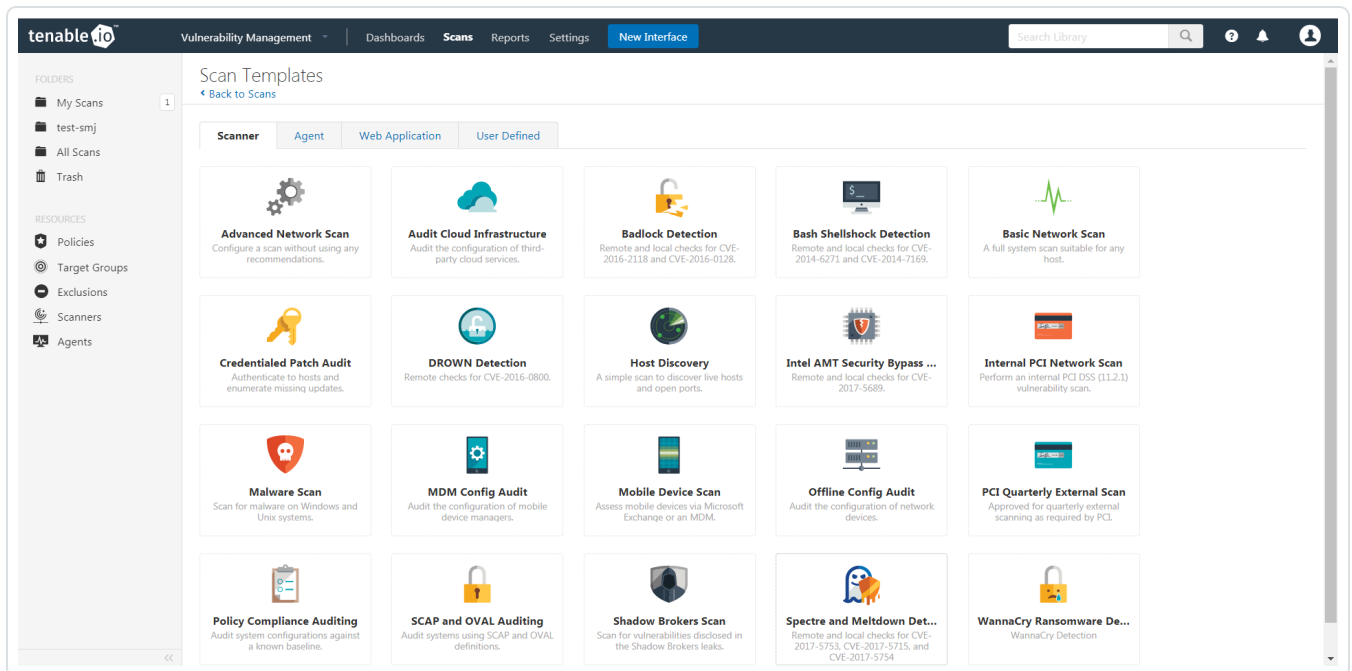 tenable.io™
Vulnerability Management
Dashboards
Scans
Reports
Settings
New Interface
Search Library
FOLDERS
My Scans
1
test-smj
All Scans
Trash
RESOURCES
Policies
Target Groups
Exclusions
Scanners
Agents
Scan Templates
Back to Scans
Scanner
Agent
Web Application
User Defined
Advanced Network Scan
Configure a scan without using any
recommendations.
Audit Cloud Infrastructure
Audit the configuration of third-
party cloud services.
Badlock Detection
Remote and local checks for CVE-
2016-2118 and CVE-2016-0128.
$_
Bash Shellshock Detection
Remote and local checks for CVE-
2014-6271 and CVE-2014-7169.
Basic Network Scan
A full system scan suitable for any
host.
Credentialed Patch Audit
Authenticate to hosts and
enumerate missing updates.
DROWN Detection
Remote checks for CVE-2016-0800.
Host Discovery
A simple scan to discover live hosts
and open ports.
Intel AMT Security Bypass ...
Remote and local checks for CVE-
2017-5689.
Internal PCI Network Scan
Perform an internal PCI DSS (11.2.1)
vulnerability scan.
Malware Scan
Scan for malware on Windows and
Unix systems.
MDM Config Audit
Audit the configuration of mobile
device managers.
Mobile Device Scan
Assess mobile devices via Microsoft
Exchange or an MDM.
Offline Config Audit
Audit the configuration of network
devices.
PCI Quarterly External Scan
Approved for quarterly external
scanning as required by PCI.
Policy Compliance Auditing
Audit system configurations against
a known baseline.
SCAP and OVAL Auditing
Audit systems using SCAP and OVAL
definitions.
Shadow Brokers Scan
Scan for vulnerabilities disclosed in
the Shadow Brokers leaks.
Spectre and Meltdown Det...
Remote and local checks for CVE-
2017-5753, CVE-2017-5715, and
CVE-2017-5754
WannaCry Ransomware De...
WannaCry Detection